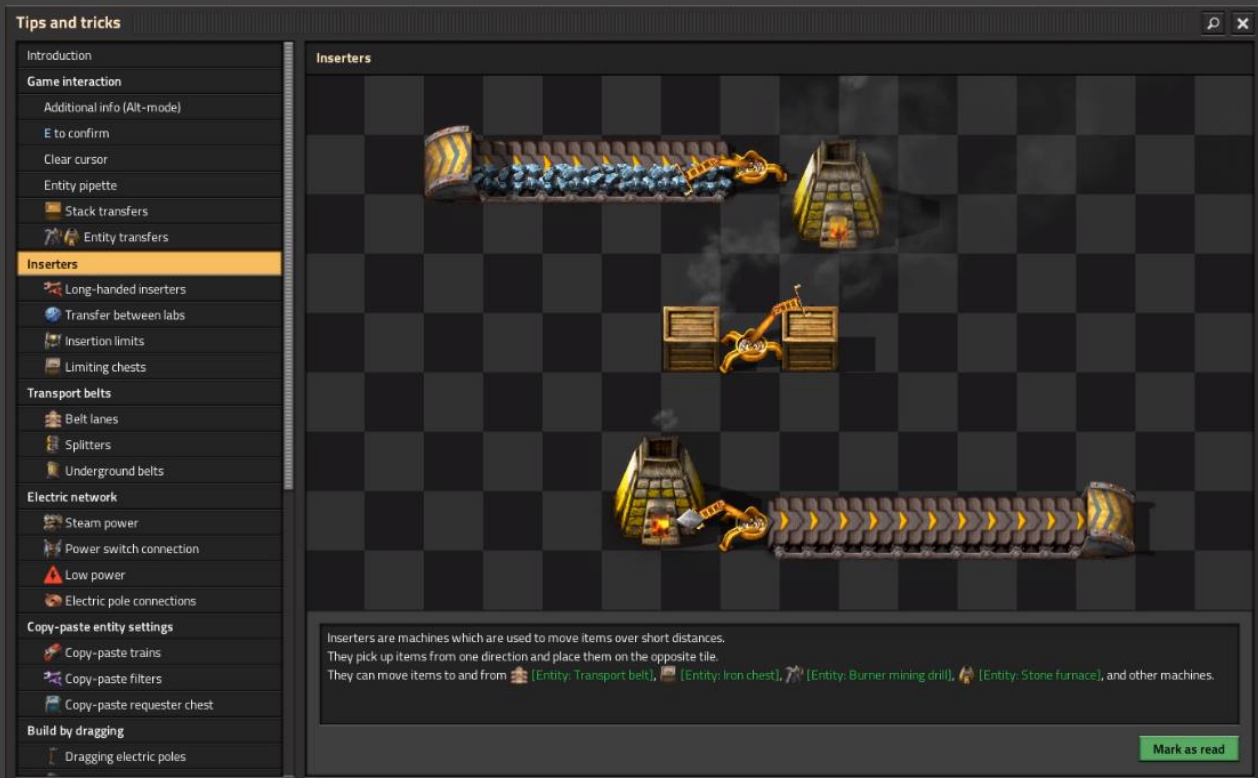 Tips and tricks
Introduction
Game interaction
Additional info (Alt-mode)
E to confirm
Clear cursor
Entity pipette
Stack transfers
Entity transfers
Inserters
Long-handed inserters
Transfer between labs
Insertion limits
Limiting chests
Transport belts
Belt lanes
Splitters
Underground belts
Electric network
Steam power
Power switch connection
Low power
Electric pole connections
Copy-paste entity settings
Copy-paste trains
Copy-paste filters
Copy-paste requester chest
Build by dragging
Dragging electric poles
Inserters
Inserters are machines which are used to move items over short distances.
They pick up items from one direction and place them on the opposite tile.
They can move items to and from [Entity: Transport belt], [Entity: Iron chest], [Entity: Burner mining drill], [Entity: Stone furnace], and other machines.
Mark as read